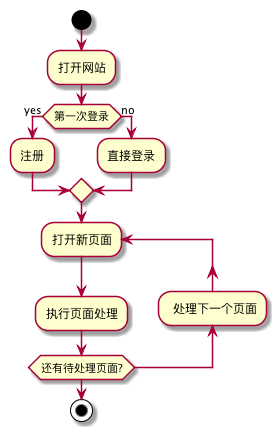 打开网站
yes
第一次登录
no
注册
直接登录
打开新页面
执行页面处理
处理下一个页面
还有待处理页面?